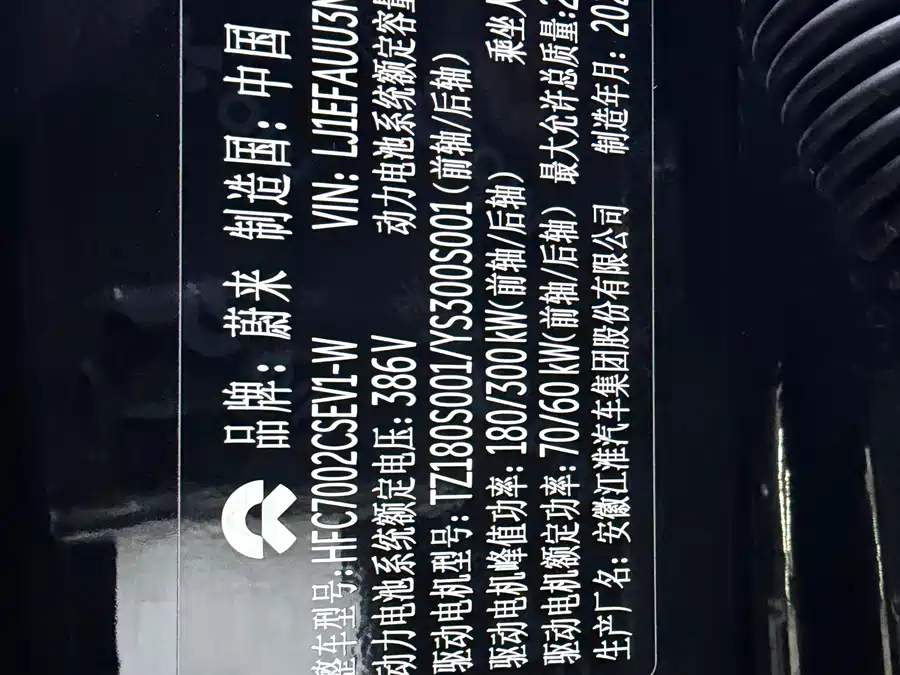 品牌: 蔚来 制造国: 中国
整车型号: HFC7002CSEV1-W VIN: LJ1EFAUU3N
动力电池系统额定电压: 386V 动力电池系统额定容量
驱动电机型号: TZ180S001/YS300S001 (前轴/后轴)
驱动电机峰值功率: 180/300kW(前轴/后轴) 乘坐人
驱动电机额定功率: 70/60 kW(前轴/后轴) 最大允许总质量:2
生产厂名: 安徽江淮汽车集团股份有限公司 制造年月: 202